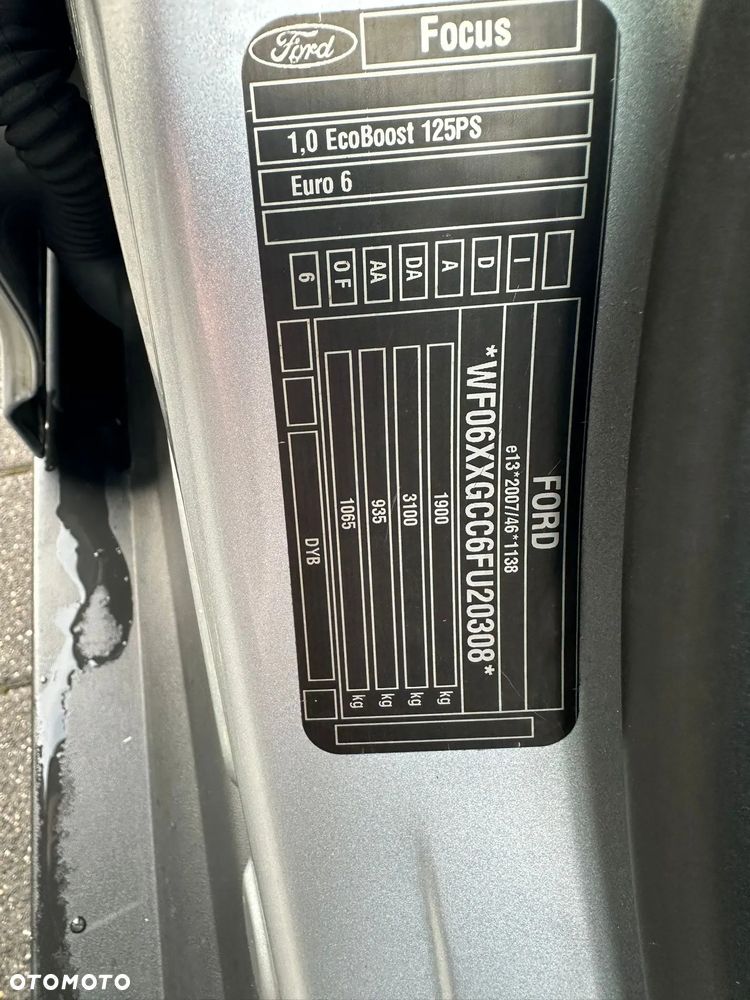 Ford
Focus
1,0 EcoBoost 125PS
Euro 6
6 0 F AA DA A D I
FORD
e13*2007/46*1138
*WF06XXGCC6FU20308*
1900 kg
3100 kg
935 kg
1065 kg
DYB
OTOMOTO